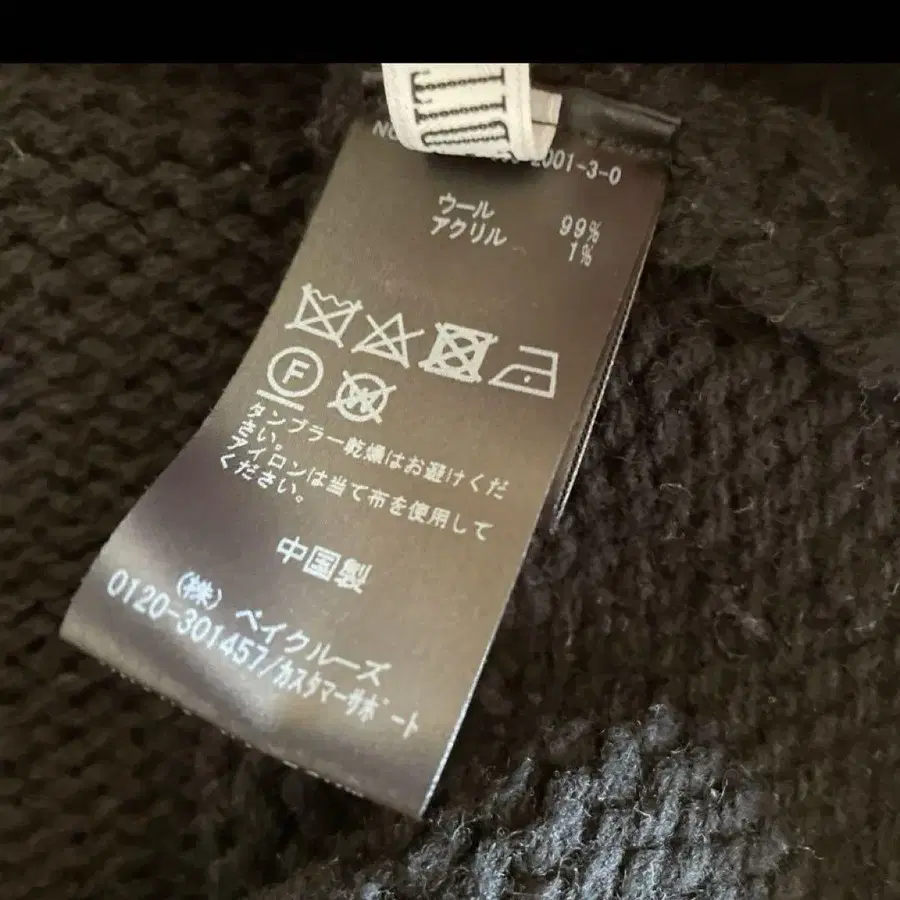 2001-3-0
ウール 99%
アクリル 1%
F
W
タンブラー乾燥はお避けくだ
さい。
アイロンは当て布を使用して
ください。
中国製
(株) ベイクルーズ
0120-301457/カスタマーサポート